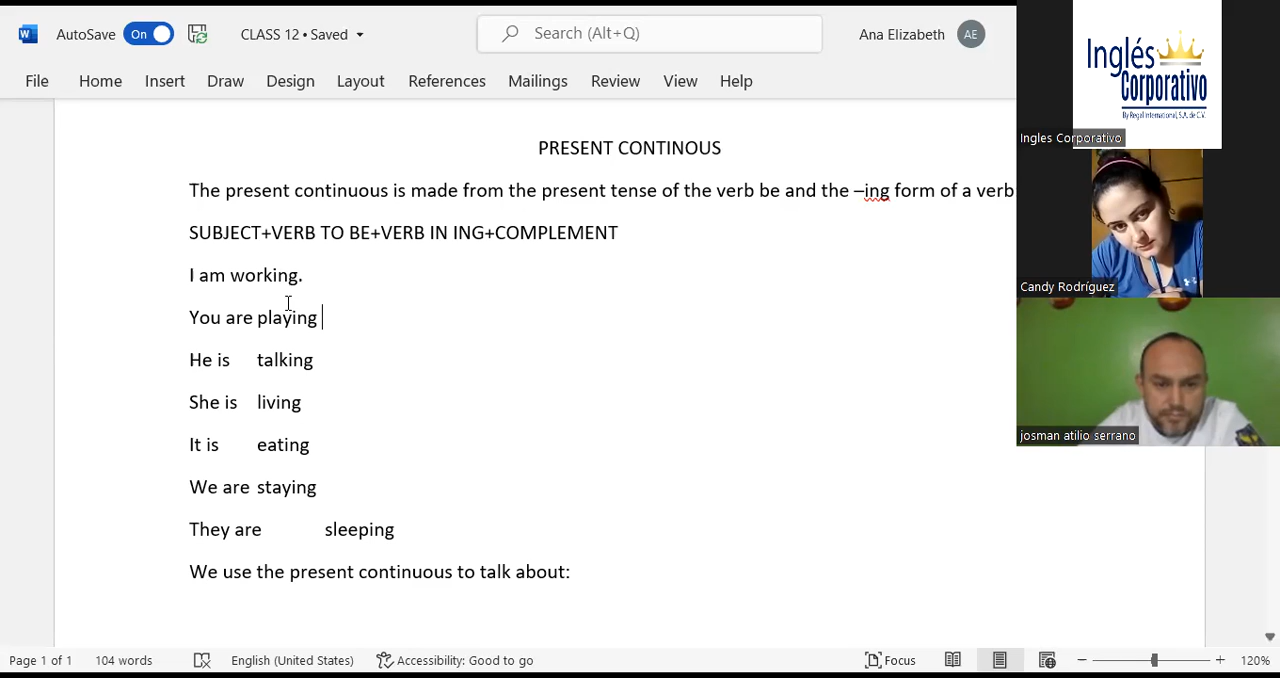 AutoSave On CLASS 12 • Saved Search (Alt+Q) Ana Elizabeth AE
File Home Insert Draw Design Layout References Mailings Review View Help
PRESENT CONTINOUS
The present continuous is made from the present tense of the verb be and the –ing form of a verb
SUBJECT+VERB TO BE+VERB IN ING+COMPLEMENT
I am working.
You are playing
He is talking
She is living
It is eating
We are staying
They are sleeping
We use the present continuous to talk about:
Page 1 of 1 104 words English (United States) Accessibility: Good to go Focus 120%
Inglés
Corporativo
By Regal International, S.A. de C.V.
Ingles Corporativo
Candy Rodríguez
josman atilio serrano